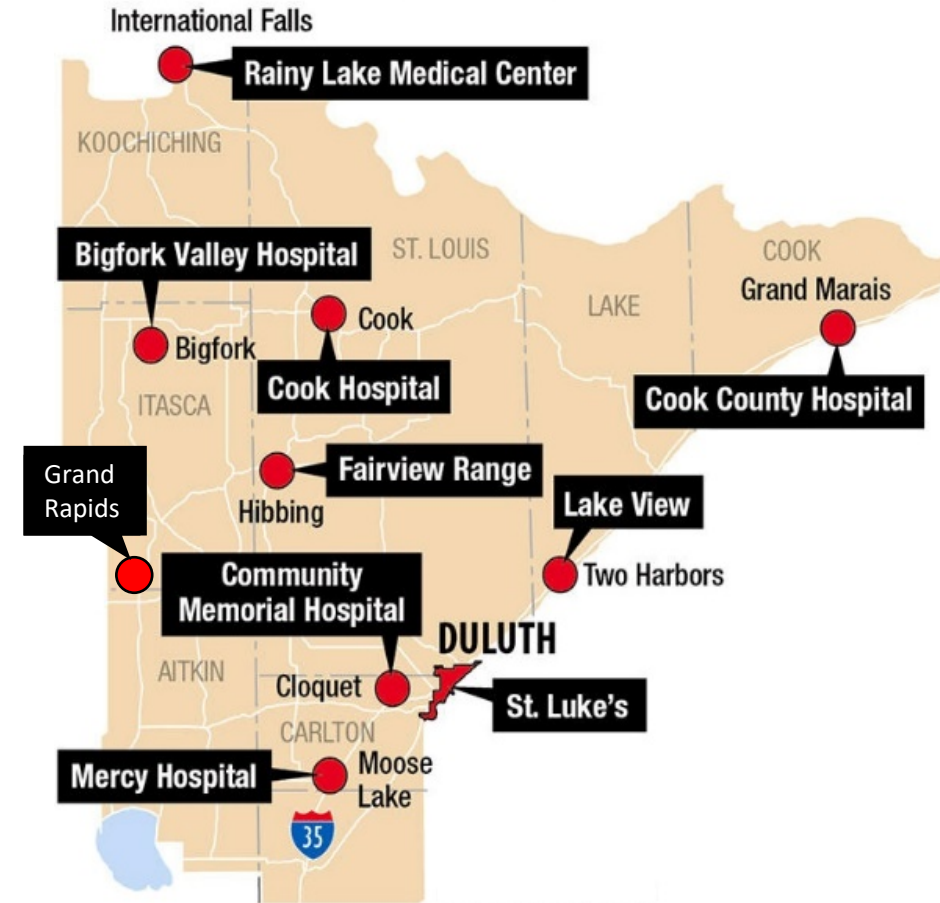 International Falls
Rainy Lake Medical Center
KOOCHICHING
Bigfork Valley Hospital
ST. LOUIS
COOK
Grand Marais
LAKE
Cook
Bigfork
Cook Hospital
Cook County Hospital
ITASCA
Grand
Rapids
Fairview Range
Hibbing
Lake View
Two Harbors
Community
Memorial Hospital
DULUTH
AITKIN
Cloquet
St. Luke's
CARLTON
Mercy Hospital
Moose
Lake
35